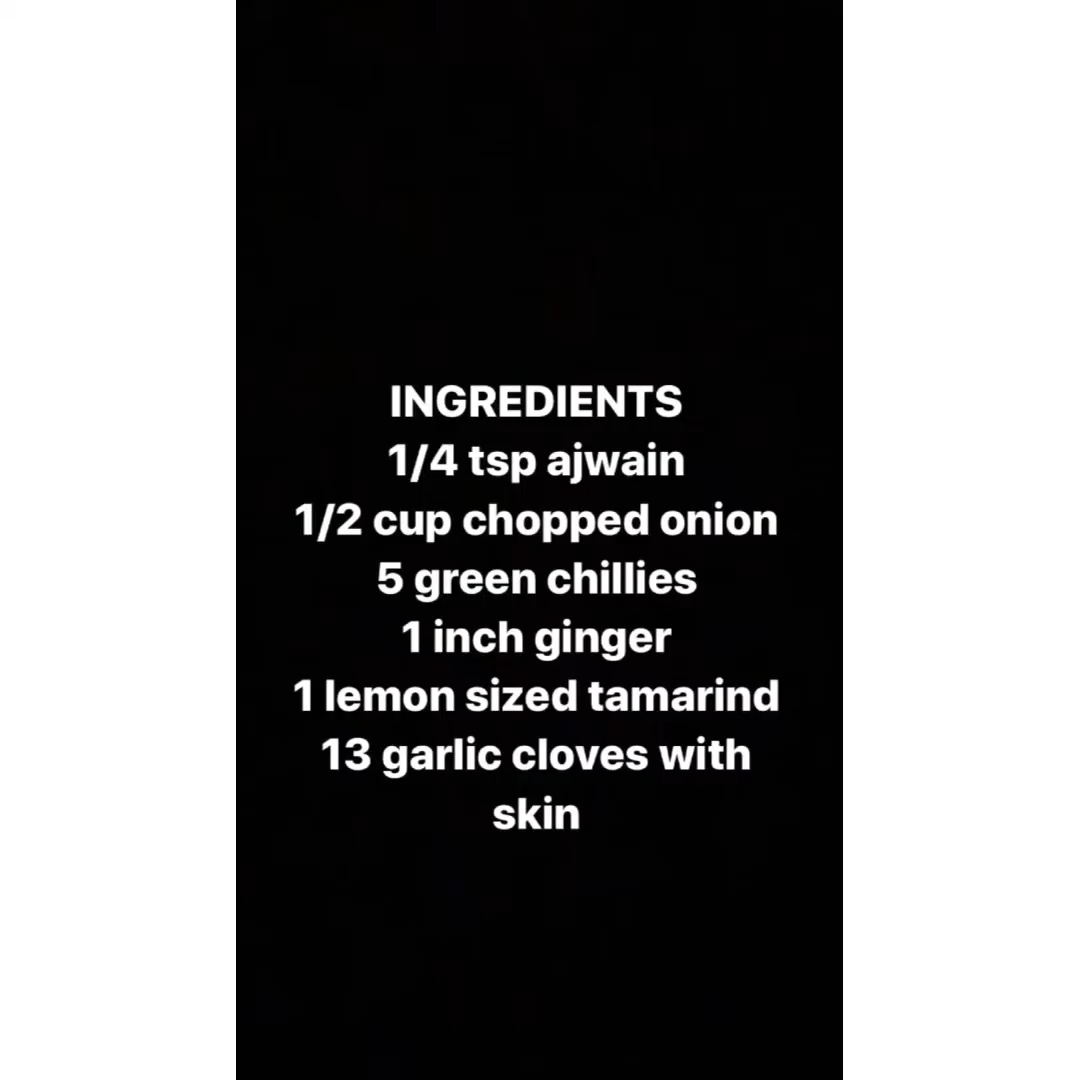 INGREDIENTS
1/4 tsp ajwain
1/2 cup chopped onion
5 green chillies
1 inch ginger
1 lemon sized tamarind
13 garlic cloves with
skin